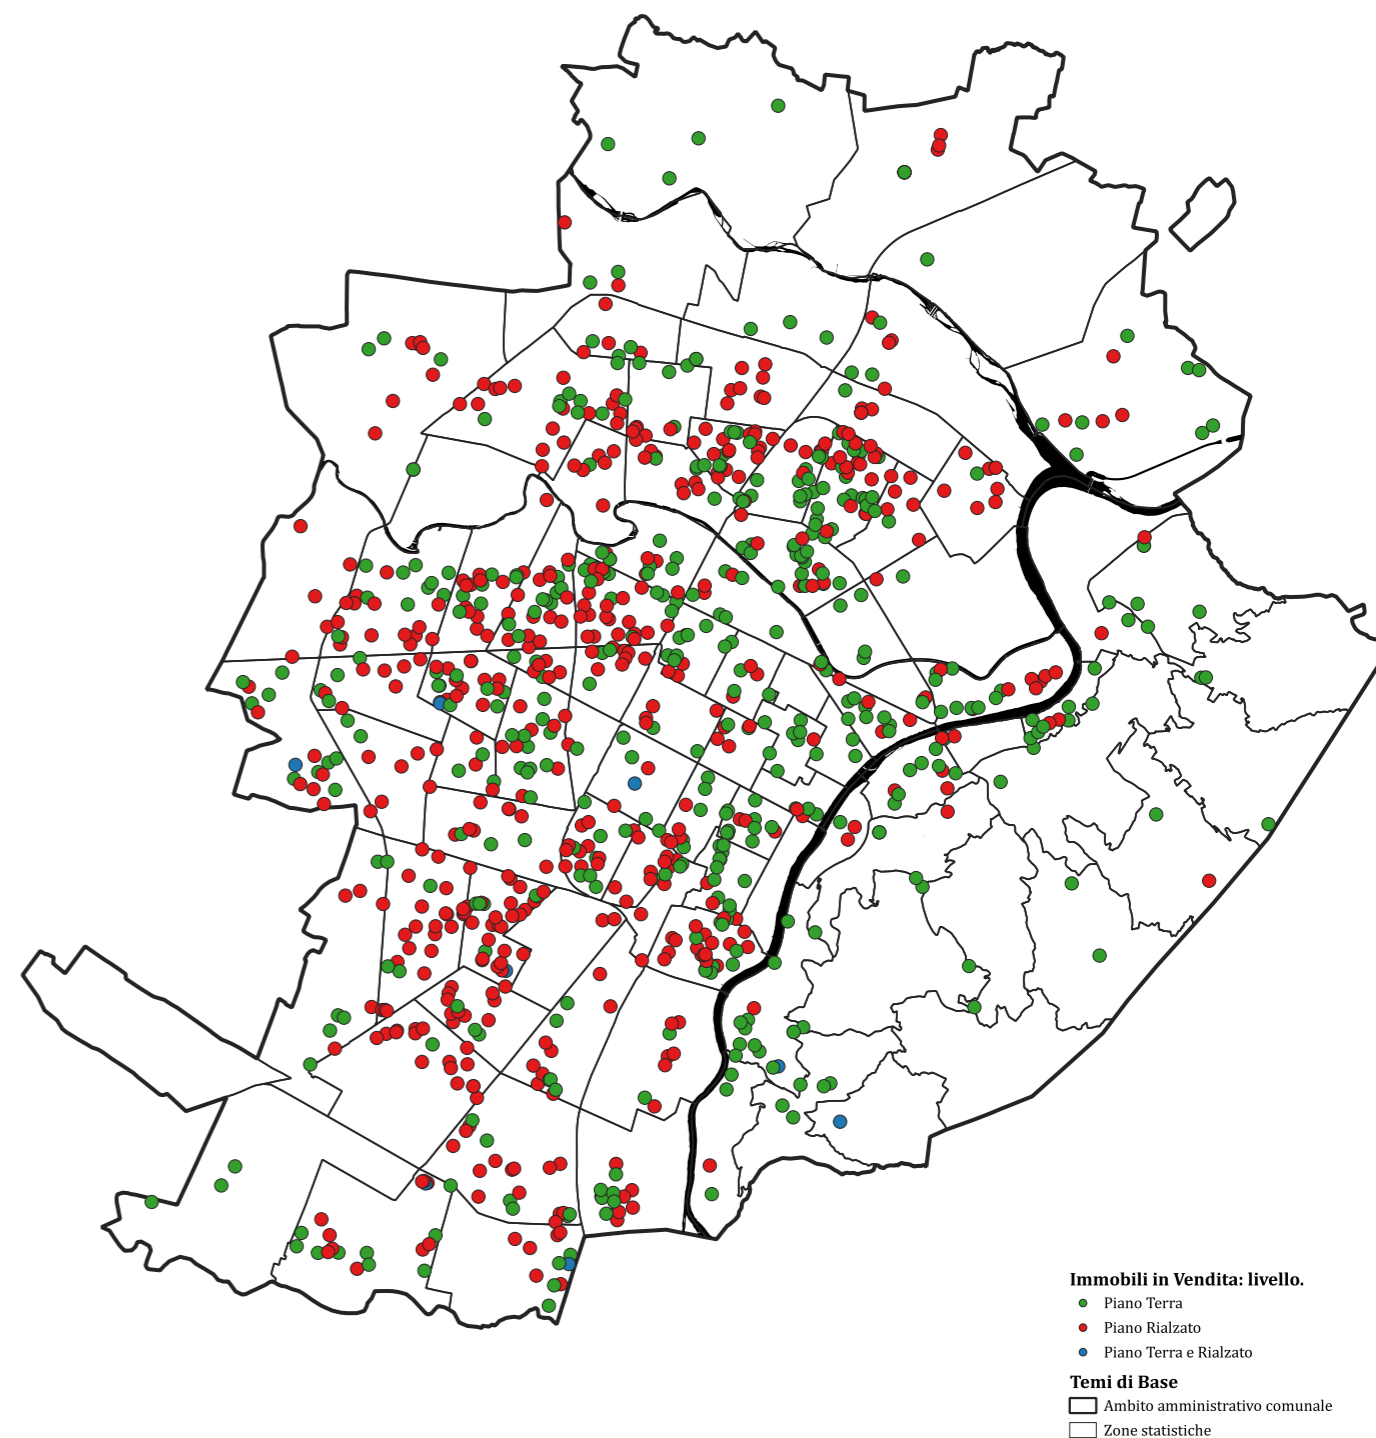 Immobili in Vendita: livello.
Piano Terra
Piano Rialzato
Piano Terra e Rialzato
Temi di Base
Ambito amministrativo comunale
Zone statistiche